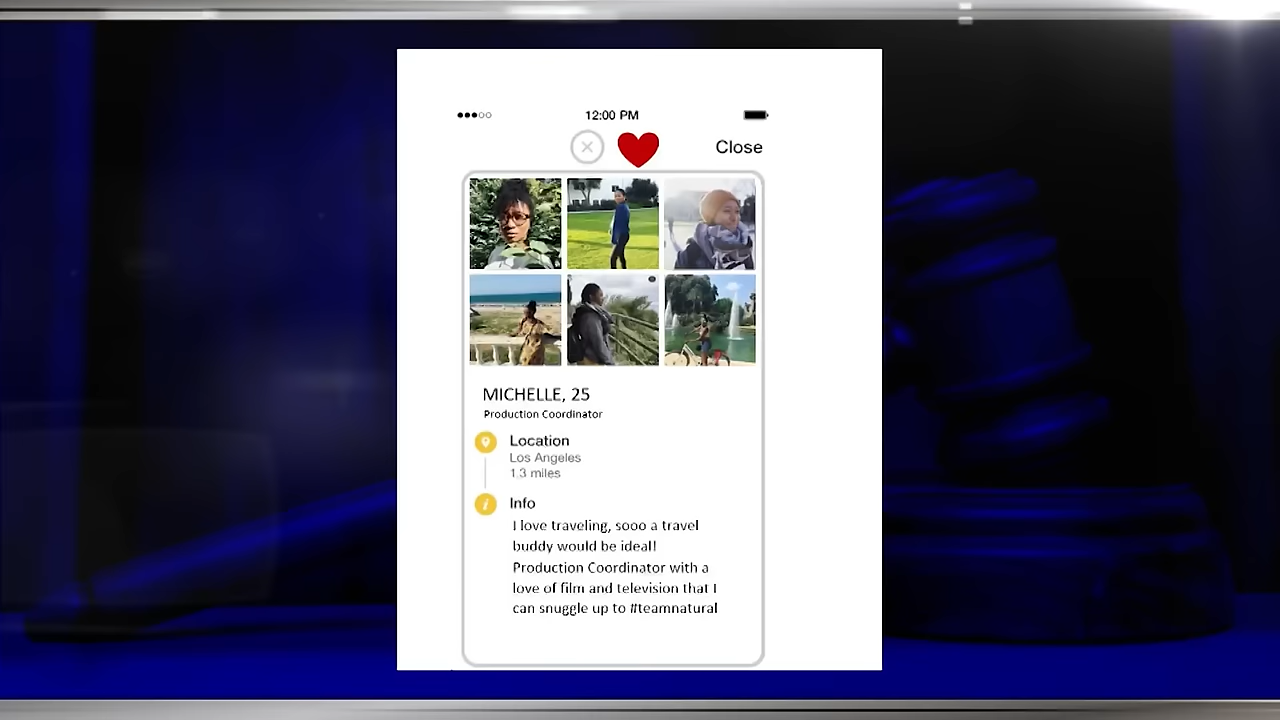 12:00 PM
Close
MICHELLE, 25
Production Coordinator
Location
Los Angeles
1.3 miles
Info
I love traveling, sooo a travel
buddy would be ideal!
Production Coordinator with a
love of film and television that I
can snuggle up to #teamnatural